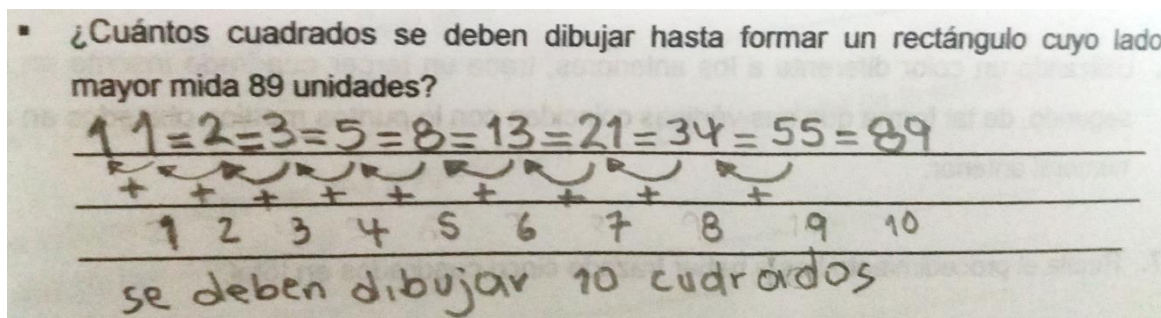 ▪ ¿Cuántos cuadrados se deben dibujar hasta formar un rectángulo cuyo lado
mayor mida 89 unidades?
1 1=2=3=5=8=13=21=34=55=89
+ + + + + + + + +
1 2 3 4 5 6 7 8 9 10
se deben dibujar 10 cuardados